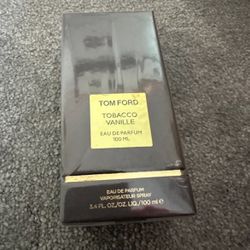 TOM FORD
TOBACCO
VANILLE
EAU DE PARFUM
100 ML
EAU DE PARFUM
VAPORISATEUR SPRAY
3.4 FL.OZ./OZ.LIQ./100 ml ℮